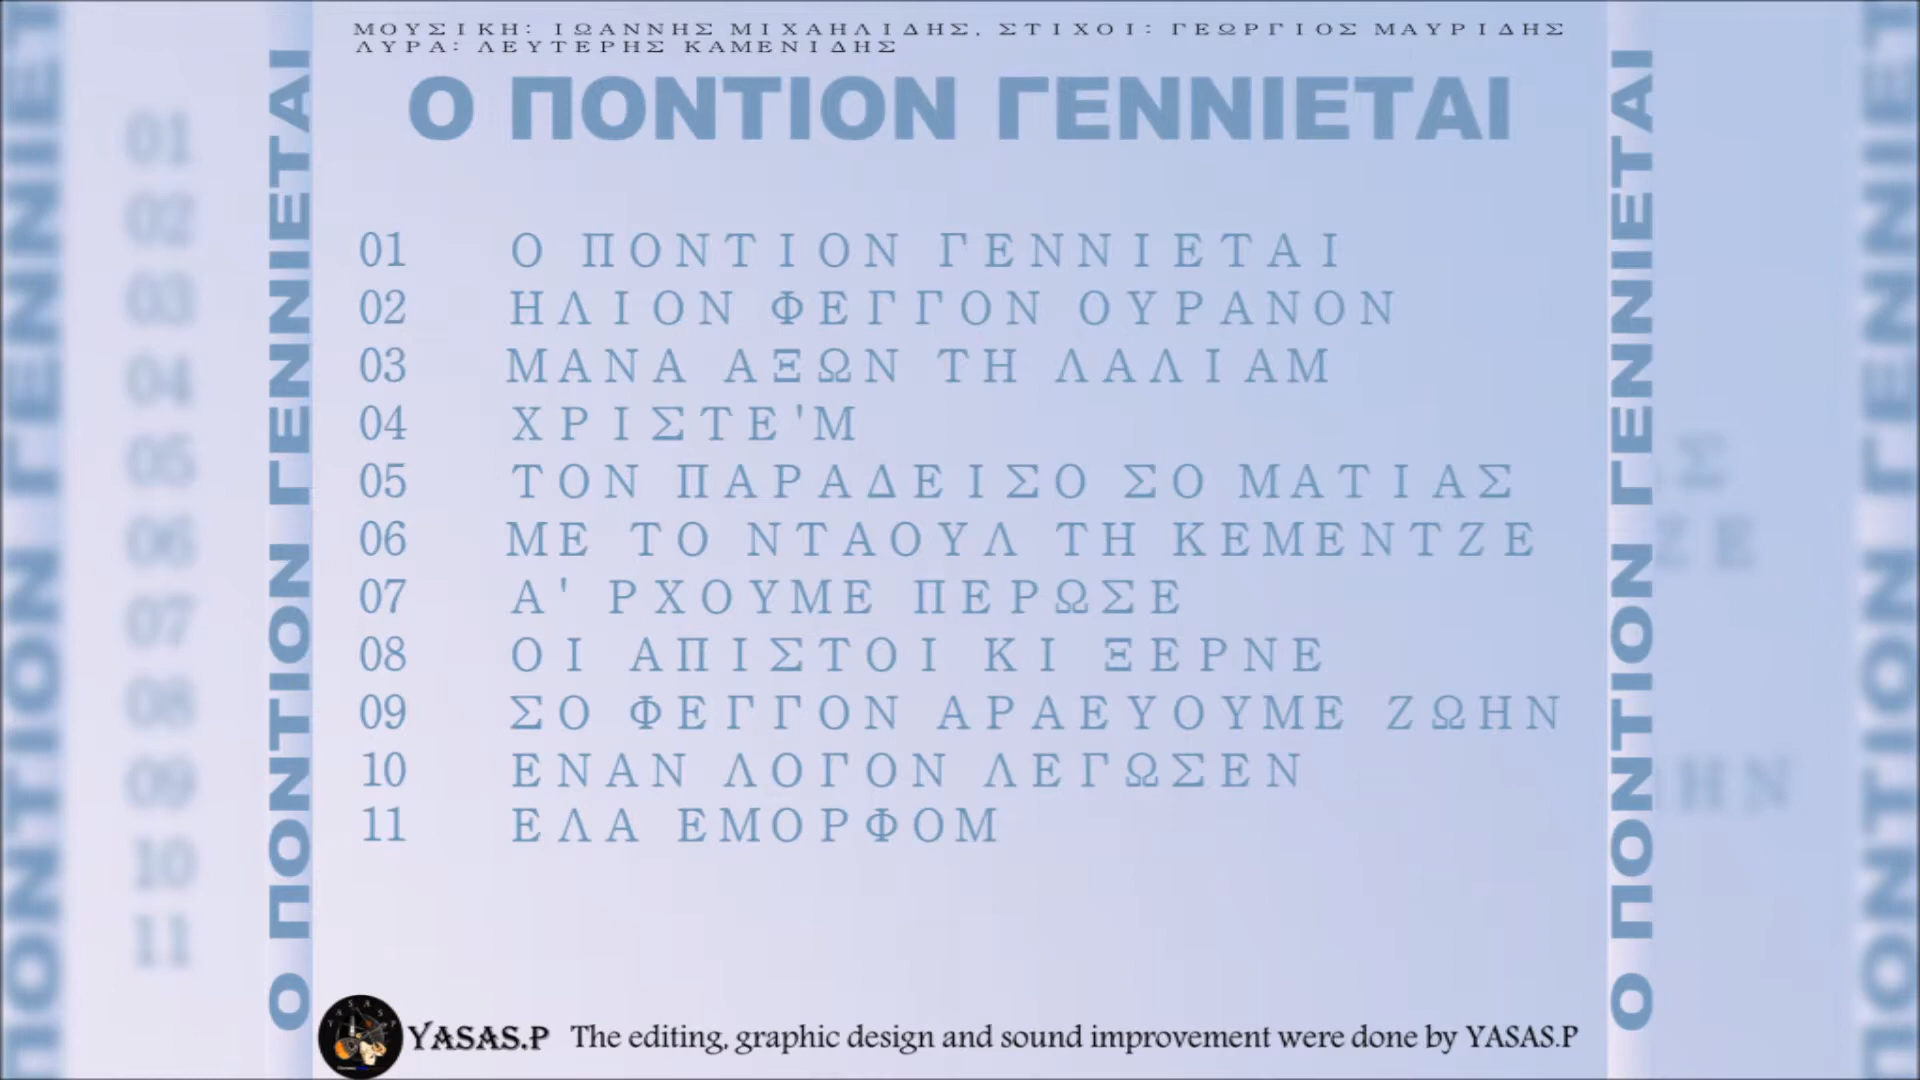 ΜΟΥΣΙΚΗ: ΙΩΑΝΝΗΣ ΜΙΧΑΗΛΙΔΗΣ, ΣΤΙΧΟΙ: ΓΕΩΡΓΙΟΣ ΜΑΥΡΙΔΗΣ
ΛΥΡΑ: ΛΕΥΤΕΡΗΣ ΚΑΜΕΝΙΔΗΣ
Ο ΠΟΝΤΙΟΝ ΓΕΝΝΙΕΤΑΙ
01 Ο ΠΟΝΤΙΟΝ ΓΕΝΝΙΕΤΑΙ
02 ΗΛΙΟΝ ΦΕΓΓΟΝ ΟΥΡΑΝΟΝ
03 ΜΑΝΑ ΑΞΩΝ ΤΗ ΛΑΛΙΑΜ
04 ΧΡΙΣΤΕ'Μ
05 ΤΟΝ ΠΑΡΑΔΕΙΣΟ ΣΟ ΜΑΤΙΑΣ
06 ΜΕ ΤΟ ΝΤΑΟΥΛ ΤΗ ΚΕΜΕΝΤΖΕ
07 Α' ΡΧΟΥΜΕ ΠΕΡΩΣΕ
08 ΟΙ ΑΠΙΣΤΟΙ ΚΙ ΞΕΡΝΕ
09 ΣΟ ΦΕΓΓΟΝ ΑΡΑΕΥΟΥΜΕ ΖΩΗΝ
10 ΕΝΑΝ ΛΟΓΟΝ ΛΕΓΩΣΕΝ
11 ΕΛΑ ΕΜΟΡΦΟΜ
Ο ΠΟΝΤΙΟΝ ΓΕΝΝΙΕΤΑΙ
Ο ΠΟΝΤΙΟΝ ΓΕΝΝΙΕΤΑΙ
YASAS.P The editing, graphic design and sound improvement were done by YASAS.P